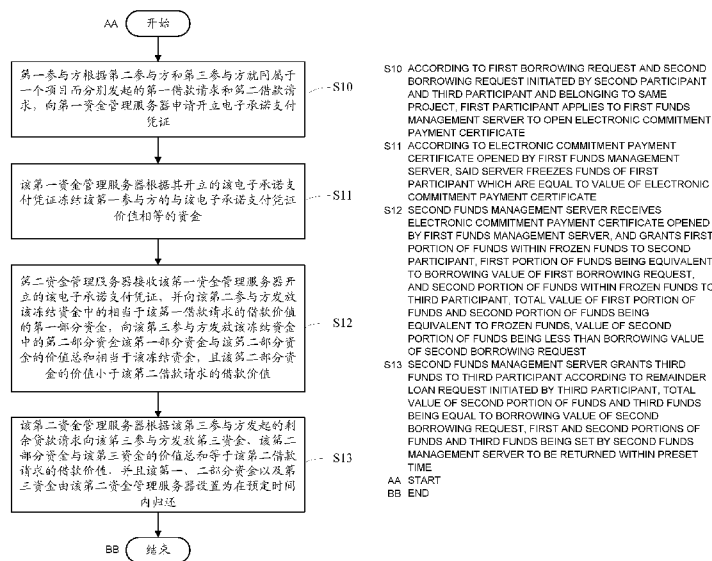 AA 开始
第一参与方根据第二参与方和第三参与方就同属于
一个项目而分别发起的第一借款请求和第二借款请
求，向第一资金管理服务器申请开立电子承诺支付
凭证
S10
该第一资金管理服务器根据其开立的该电子承诺支
付凭证冻结该第一参与方的与该电子承诺支付凭证
价值相等的资金
S11
第二资金管理服务器接收该第一资金管理服务器开
立的该电子承诺支付凭证，并向该第二参与方发放
该冻结资金中的相当于该第一借款请求的借款价值
的第一部分资金，向该第三参与方发放该冻结资金
中的第二部分资金该第一部分资金与该第二部分资
金的价值总和相当于该冻结资金，且该第二部分资
金的价值小于该第二借款请求的借款价值
S12
该第二资金管理服务器根据该第三参与方发起的剩
余贷款请求向该第三参与方发放第三资金、该第二
部分资金与该第三资金的价值总和等于该第二借款
请求的借款价值，并且该第一、二部分资金以及第
三资金由该第二资金管理服务器设置为在预定时间
内归还
S13
BB 结束
S10 ACCORDING TO FIRST BORROWING REQUEST AND SECOND
BORROWING REQUEST INITIATED BY SECOND PARTICIPANT
AND THIRD PARTICIPANT AND BELONGING TO SAME
PROJECT, FIRST PARTICIPANT APPLIES TO FIRST FUNDS
MANAGEMENT SERVER TO OPEN ELECTRONIC COMMITMENT
PAYMENT CERTIFICATE
S11 ACCORDING TO ELECTRONIC COMMITMENT PAYMENT
CERTIFICATE OPENED BY FIRST FUNDS MANAGEMENT
SERVER, SAID SERVER FREEZES FUNDS OF FIRST
PARTICIPANT WHICH ARE EQUAL TO VALUE OF ELECTRONIC
COMMITMENT PAYMENT CERTIFICATE
S12 SECOND FUNDS MANAGEMENT SERVER RECEIVES
ELECTRONIC COMMITMENT PAYMENT CERTIFICATE OPENED
BY FIRST FUNDS MANAGEMENT SERVER, AND GRANTS FIRST
PORTION OF FUNDS WITHIN FROZEN FUNDS TO SECOND
PARTICIPANT, FIRST PORTION OF FUNDS BEING EQUIVALENT
TO BORROWING VALUE OF FIRST BORROWING REQUEST,
AND SECOND PORTION OF FUNDS WITHIN FROZEN FUNDS TO
THIRD PARTICIPANT, TOTAL VALUE OF FIRST PORTION OF
FUNDS AND SECOND PORTION OF FUNDS BEING
EQUIVALENT TO FROZEN FUNDS, VALUE OF SECOND
PORTION OF FUNDS BEING LESS THAN BORROWING VALUE
OF SECOND BORROWING REQUEST
S13 SECOND FUNDS MANAGEMENT SERVER GRANTS THIRD
FUNDS TO THIRD PARTICIPANT ACCORDING TO REMAINDER
LOAN REQUEST INITIATED BY THIRD PARTICIPANT, TOTAL
VALUE OF SECOND PORTION OF FUNDS AND THIRD FUNDS
BEING EQUAL TO BORROWING VALUE OF SECOND
BORROWING REQUEST, FIRST AND SECOND PORTIONS OF
FUNDS AND THIRD FUNDS BEING SET BY SECOND FUNDS
MANAGEMENT SERVER TO BE RETURNED WITHIN PRESET
TIME
AA START
BB END